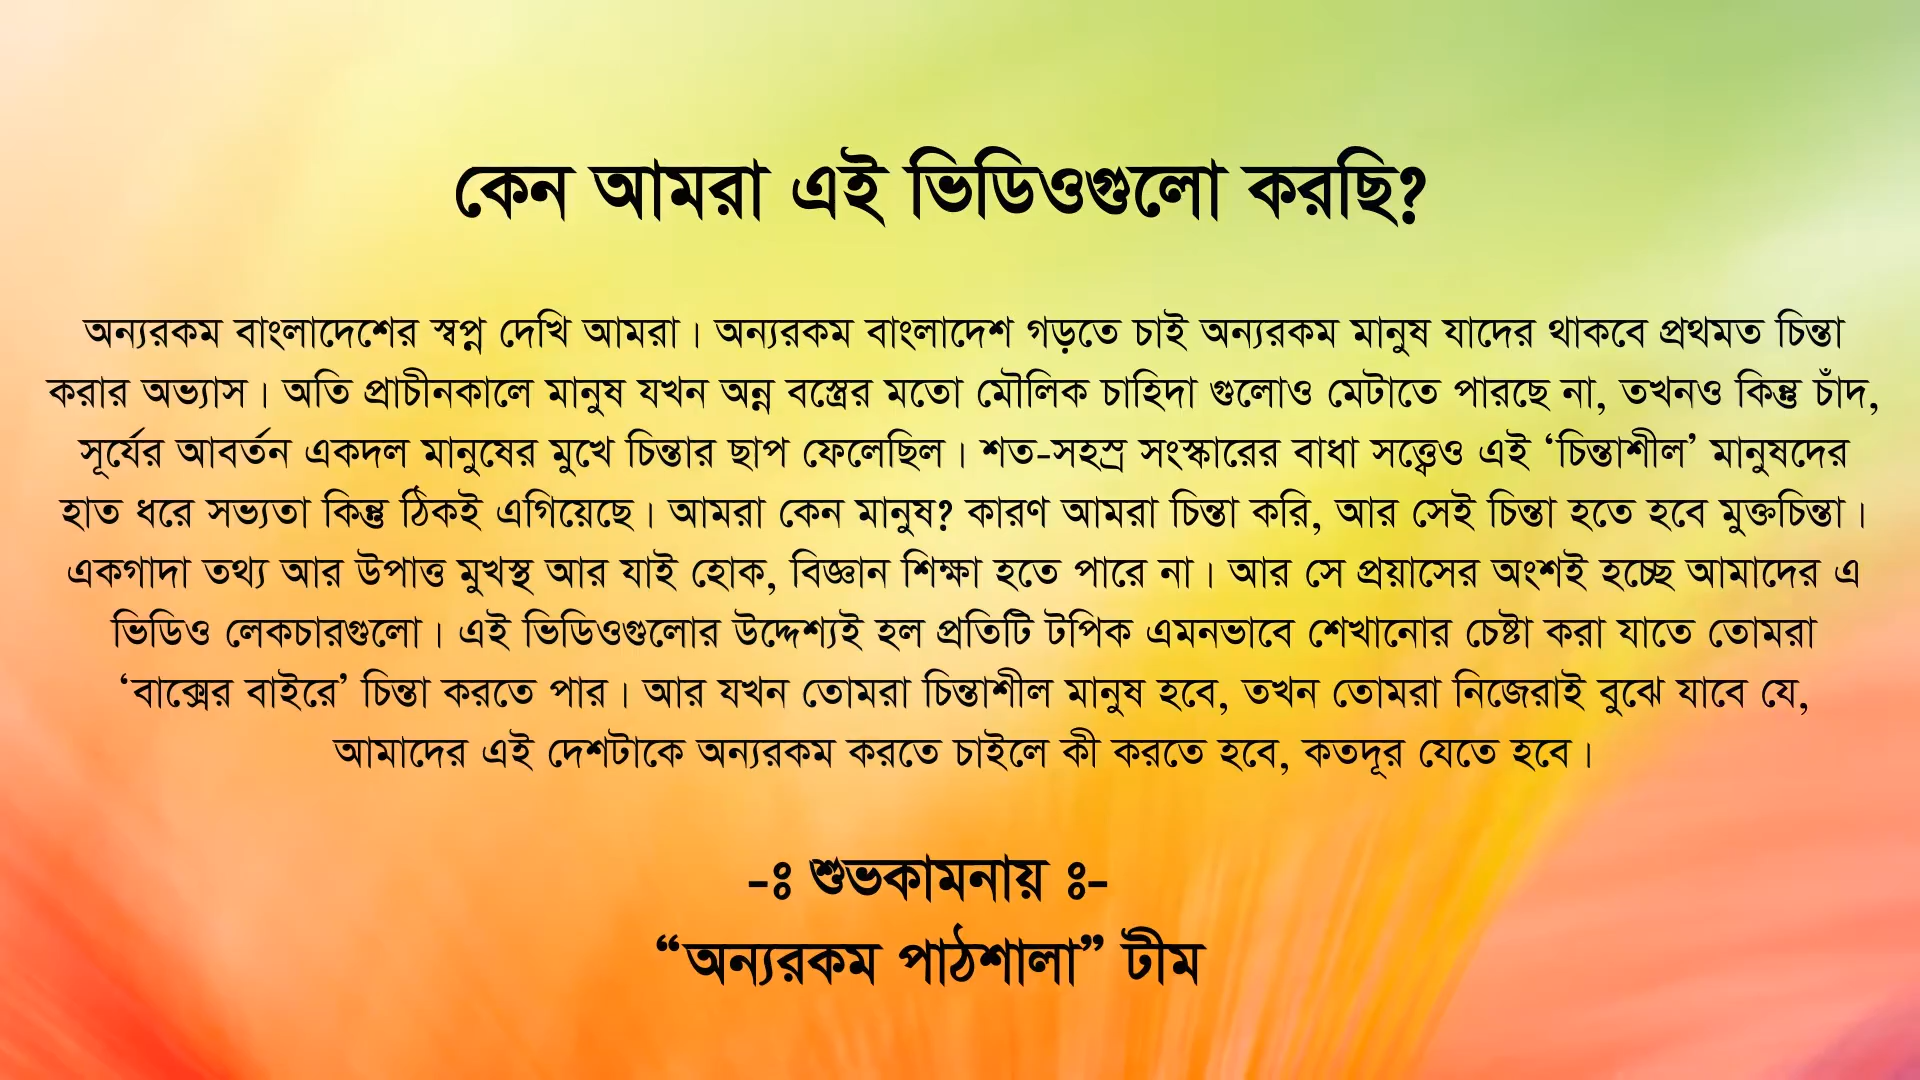 কেন আমরা এই ভিডিওগুলো করছি?
অন্যরকম বাংলাদেশের স্বপ্ন দেখি আমরা। অন্যরকম বাংলাদেশ গড়তে চাই অন্যরকম মানুষ যাদের থাকবে প্রথমত চিন্তা
করার অভ্যাস। অতি প্রাচীনকালে মানুষ যখন অন্ন বস্ত্রের মতো মৌলিক চাহিদা গুলোও মেটাতে পারছে না, তখনও কিন্তু চাঁদ,
সূর্যের আবর্তন একদল মানুষের মুখে চিন্তার ছাপ ফেলেছিল। শত-সহস্র সংস্কারের বাধা সত্ত্বেও এই ‘চিন্তাশীল’ মানুষদের
হাত ধরে সভ্যতা কিন্তু ঠিকই এগিয়েছে। আমরা কেন মানুষ? কারণ আমরা চিন্তা করি, আর সেই চিন্তা হতে হবে মুক্তচিন্তা।
একগাদা তথ্য আর উপাত্ত মুখস্থ আর যাই হোক, বিজ্ঞান শিক্ষা হতে পারে না। আর সে প্রয়াসের অংশই হচ্ছে আমাদের এ
ভিডিও লেকচারগুলো। এই ভিডিওগুলোর উদ্দেশ্যই হল প্রতিটি টপিক এমনভাবে শেখানোর চেষ্টা করা যাতে তোমরা
‘বাক্সের বাইরে’ চিন্তা করতে পার। আর যখন তোমরা চিন্তাশীল মানুষ হবে, তখন তোমরা নিজেরাই বুঝে যাবে যে,
আমাদের এই দেশটাকে অন্যরকম করতে চাইলে কী করতে হবে, কতদূর যেতে হবে।
-ঃ শুভকামনায় ঃ-
“অন্যরকম পাঠশালা” টীম